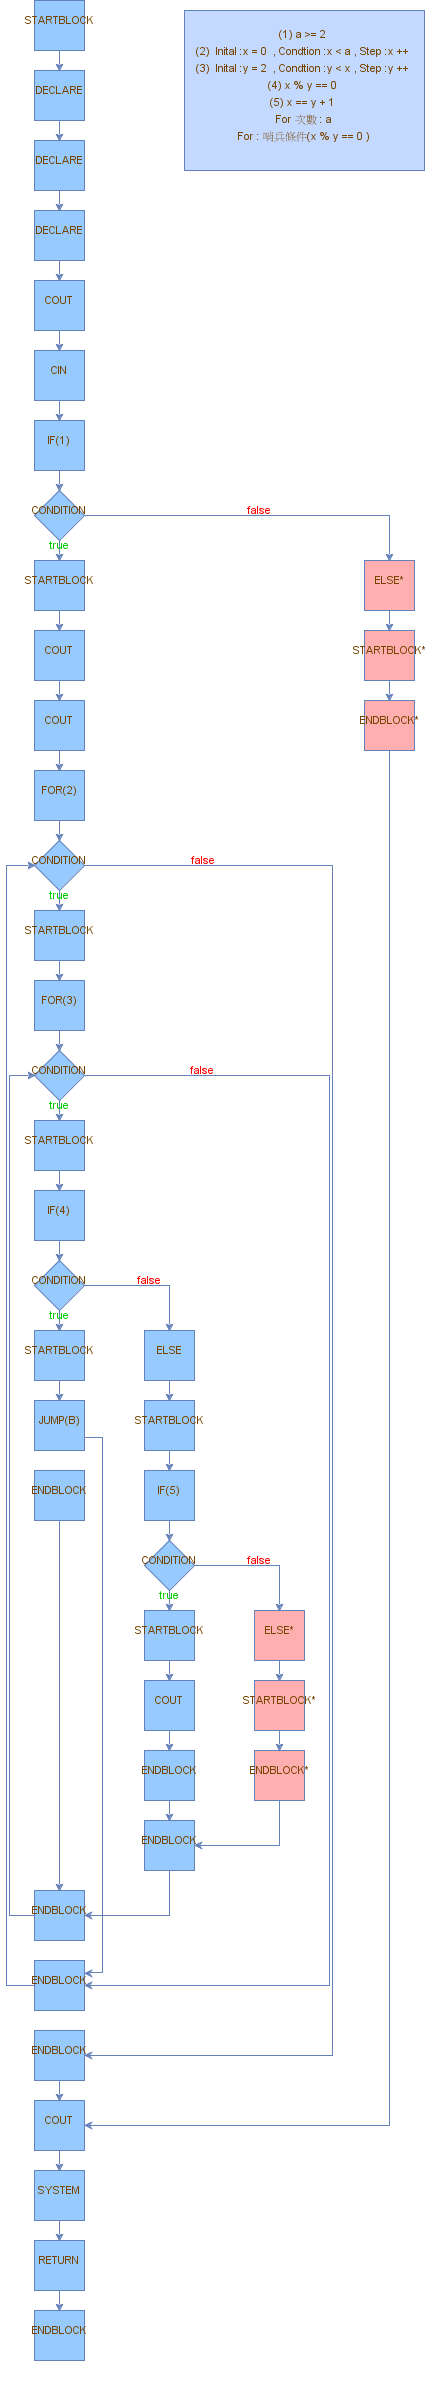 STARTBLOCK
(1) a >= 2
(2) Inital :x = 0 , Condtion :x < a , Step :x ++
(3) Inital :y = 2 , Condtion :y < x , Step :y ++
(4) x % y == 0
(5) x == y + 1
For 次數 : a
For : 哨兵條件(x % y == 0 )
DECLARE
DECLARE
DECLARE
COUT
CIN
IF(1)
CONDITION
false
true
STARTBLOCK
ELSE*
COUT
STARTBLOCK*
COUT
ENDBLOCK*
FOR(2)
CONDITION
false
true
STARTBLOCK
FOR(3)
CONDITION
false
true
STARTBLOCK
IF(4)
CONDITION
false
true
STARTBLOCK
ELSE
JUMP(B)
STARTBLOCK
ENDBLOCK
IF(5)
CONDITION
false
true
STARTBLOCK
ELSE*
COUT
STARTBLOCK*
ENDBLOCK
ENDBLOCK*
ENDBLOCK
ENDBLOCK
ENDBLOCK
ENDBLOCK
COUT
SYSTEM
RETURN
ENDBLOCK